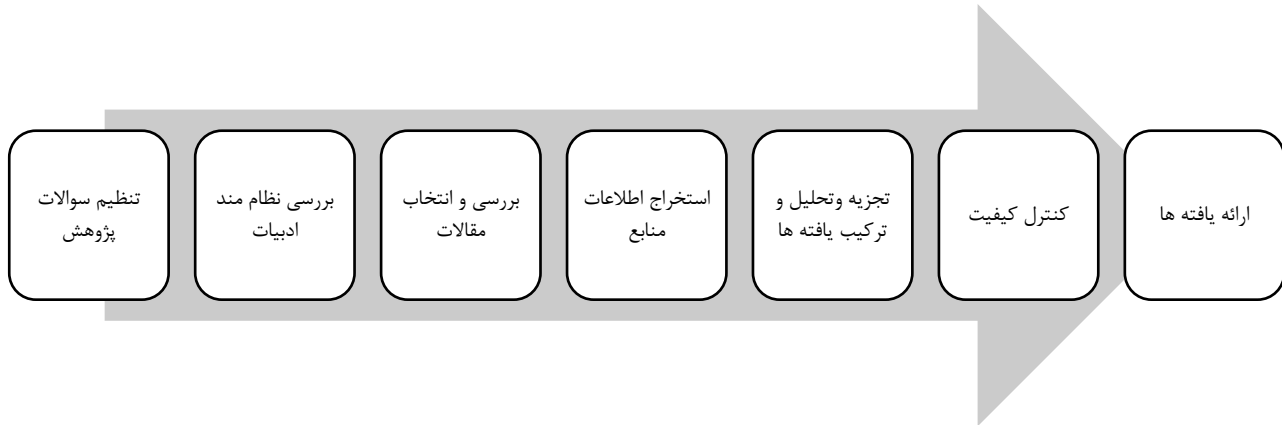 تنظیم سوالات
پژوهش
بررسی نظام مند
ادبیات
بررسی و انتخاب
مقالات
استخراج اطلاعات
منابع
تجزیه وتحلیل و
ترکیب یافته ها
کنترل کیفیت
ارائه یافته ها